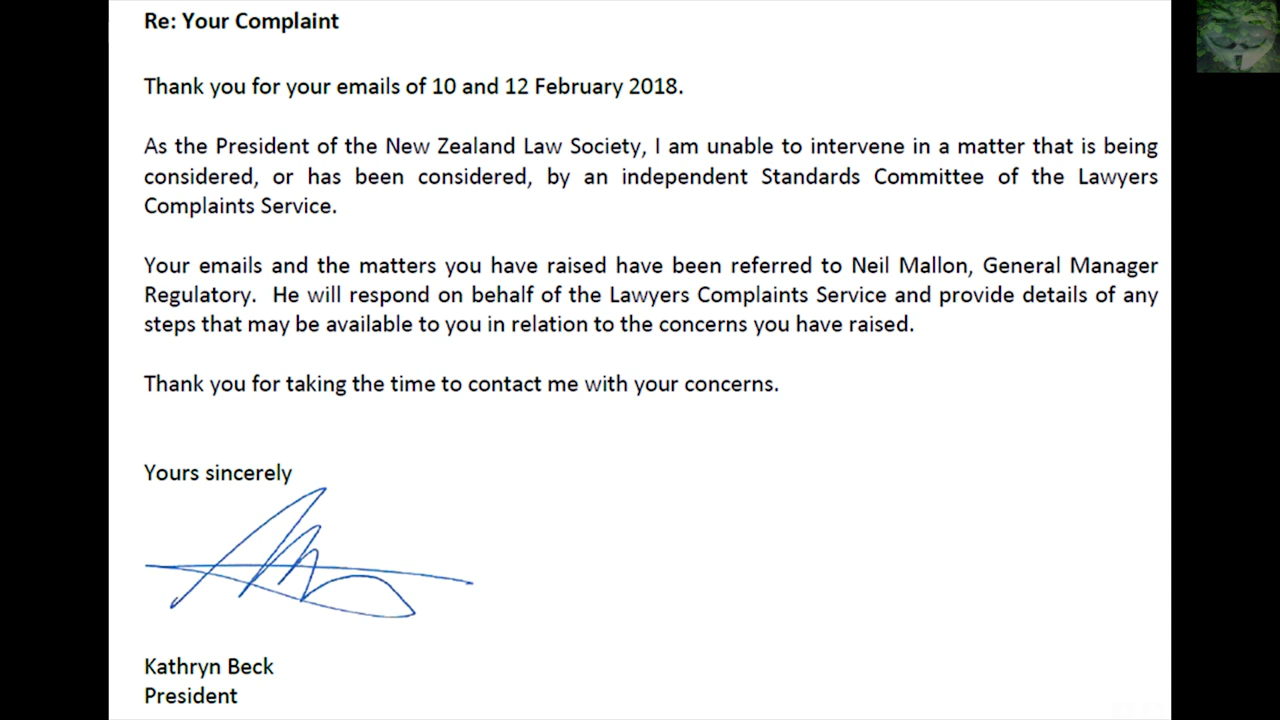 Re: Your Complaint
Thank you for your emails of 10 and 12 February 2018.
As the President of the New Zealand Law Society, I am unable to intervene in a matter that is being
considered, or has been considered, by an independent Standards Committee of the Lawyers
Complaints Service.
Your emails and the matters you have raised have been referred to Neil Mallon, General Manager
Regulatory. He will respond on behalf of the Lawyers Complaints Service and provide details of any
steps that may be available to you in relation to the concerns you have raised.
Thank you for taking the time to contact me with your concerns.
Yours sincerely
Kathryn Beck
President